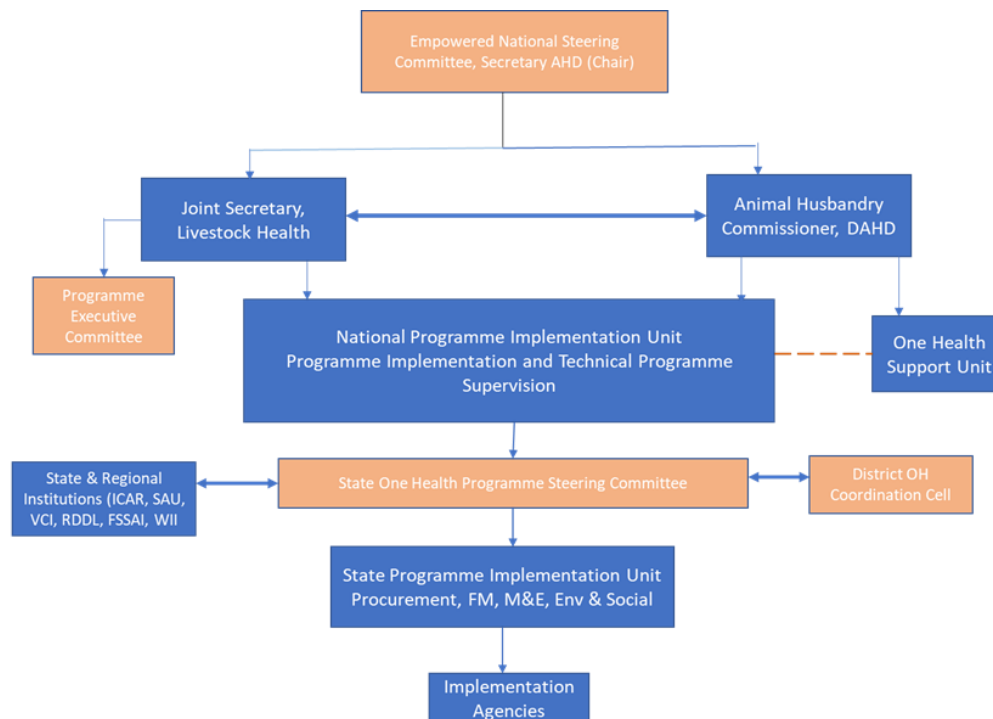 Empowered National Steering
Committee, Secretary AHD (Chair)
Joint Secretary,
Livestock Health
Animal Husbandry
Commissioner, DAHD
Programme
Executive
Committee
National Programme Implementation Unit
Programme Implementation and Technical Programme
Supervision
One Health
Support Unit
State & Regional
Institutions (ICAR, SAU,
VCI, RDDL, FSSAI, WII
State One Health Programme Steering Committee
District OH
Coordination Cell
State Programme Implementation Unit
Procurement, FM, M&E, Env & Social
Implementation
Agencies